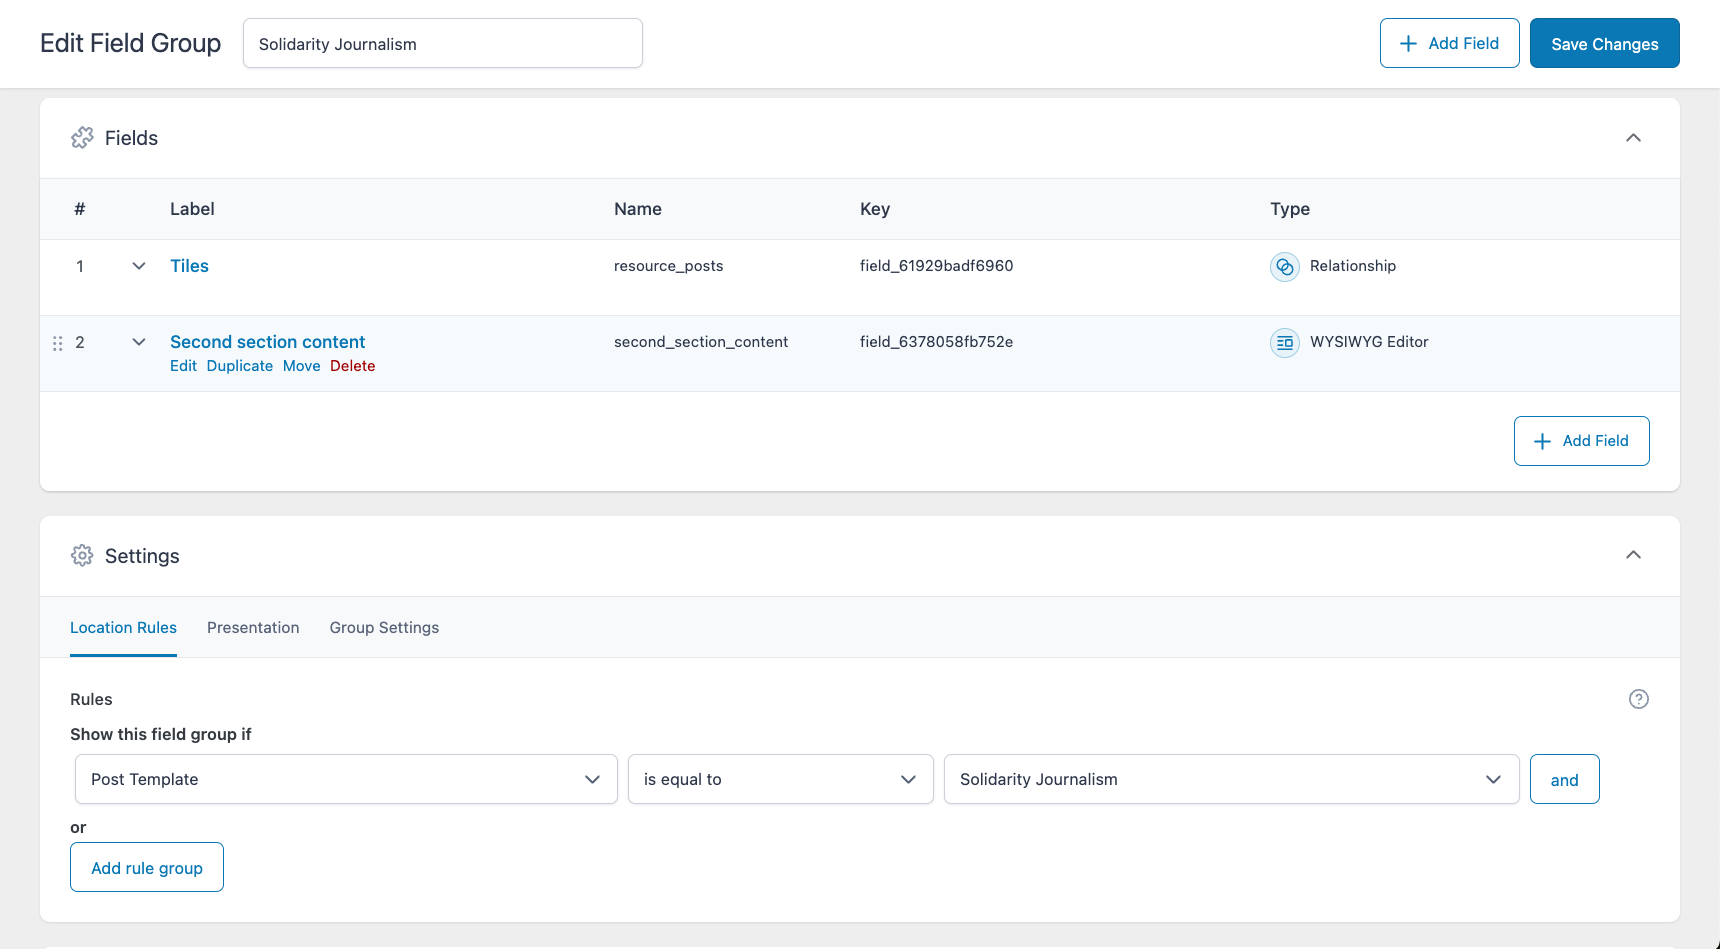 Edit Field Group
Solidarity Journalism
Add Field
Save Changes
Fields
# Label Name Key Type
1 Tiles resource_posts field_61929badf6960 Relationship
2 Second section content second_section_content field_6378058fb752e WYSIWYG Editor
Edit Duplicate Move Delete
Add Field
Settings
Location Rules Presentation Group Settings
Rules
Show this field group if
Post Template is equal to Solidarity Journalism and
or
Add rule group